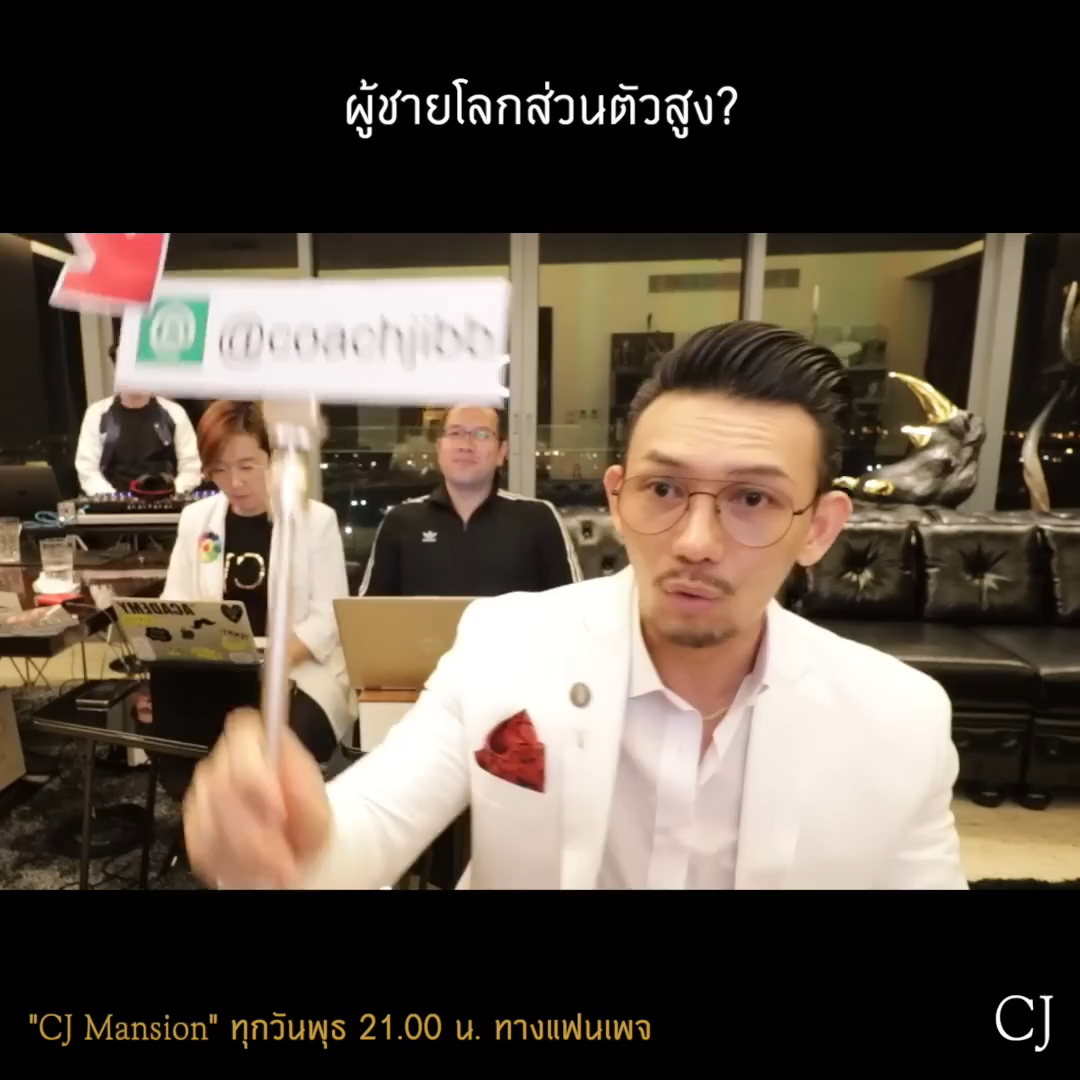 ผู้ชายโลกส่วนตัวสูง?
@coachjibb
ACADEMY
"CJ Mansion" ทุกวันพุธ 21.00 น. ทางแฟนเพจ
CJ